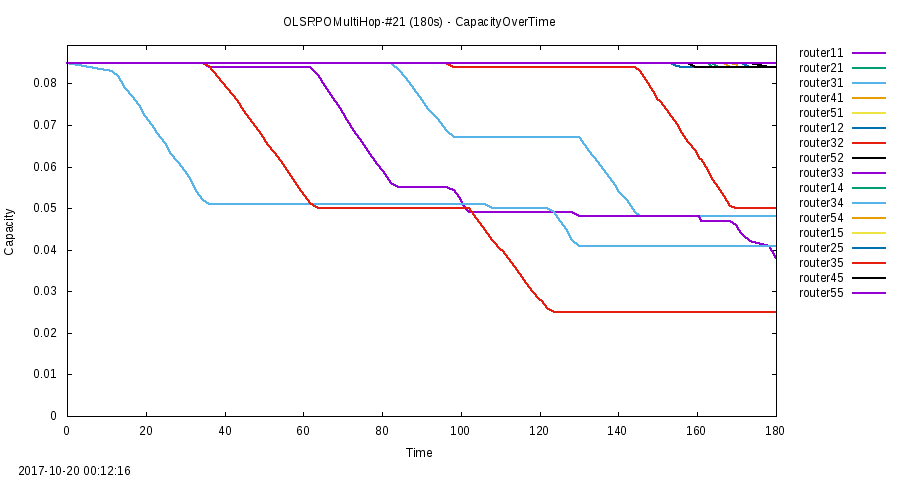 OLSRPOMultiHop-#21 (180s) - CapacityOverTime
Capacity
0.08
0.07
0.06
0.05
0.04
0.03
0.02
0.01
0
0 20 40 60 80 100 120 140 160 180
Time
router11
router21
router31
router41
router51
router12
router32
router52
router33
router14
router34
router54
router15
router25
router35
router45
router55
2017-10-20 00:12:16